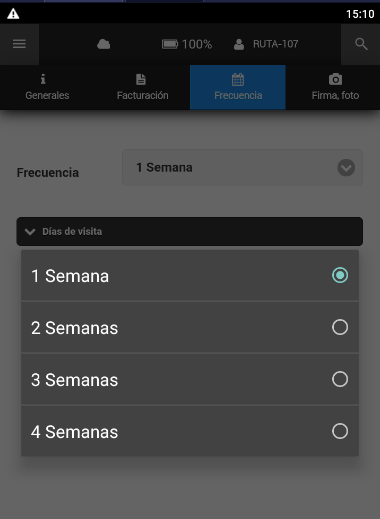 15:10
100% RUTA-107
Generales Facturación Frecuencia Firma, foto
Frecuencia 1 Semana
Días de visita
1 Semana
2 Semanas
3 Semanas
4 Semanas